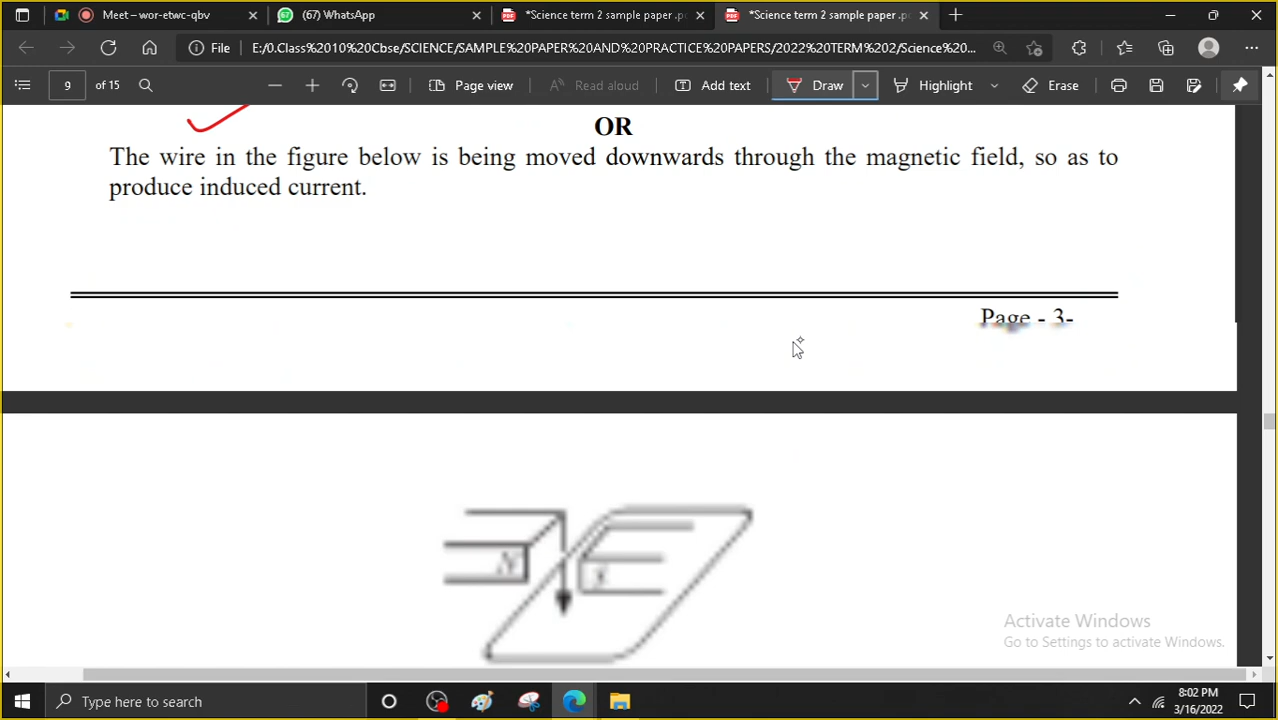 Meet – wor-etwc-qbv
(67) WhatsApp
*Science term 2 sample paper .pd
*Science term 2 sample paper .pd
File
E:/0.Class%2010%20Cbse/SCIENCE/SAMPLE%20PAPER%20AND%20PRACTICE%20PAPERS/2022%20TERM%202/Science%20...
9 of 15
Page view
Read aloud
Add text
Draw
Highlight
Erase
OR
The wire in the figure below is being moved downwards through the magnetic field, so as to
produce induced current.
Page - 3-
N
S
Activate Windows
Go to Settings to activate Windows.
Type here to search
8:02 PM
3/16/2022